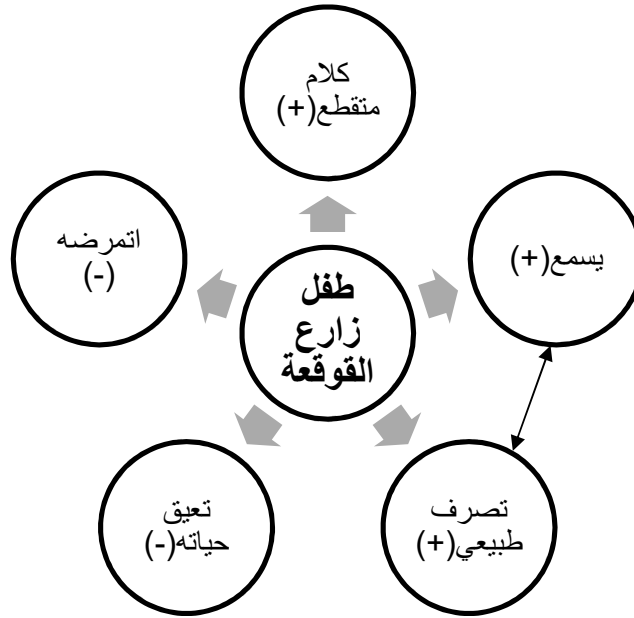 كلام
متقطع(+)
يسمع(+)
تصرف
طبيعي(+)
تعيق
حياته(-)
اتمرضه
(-)
طفل
زارع
القوقعة